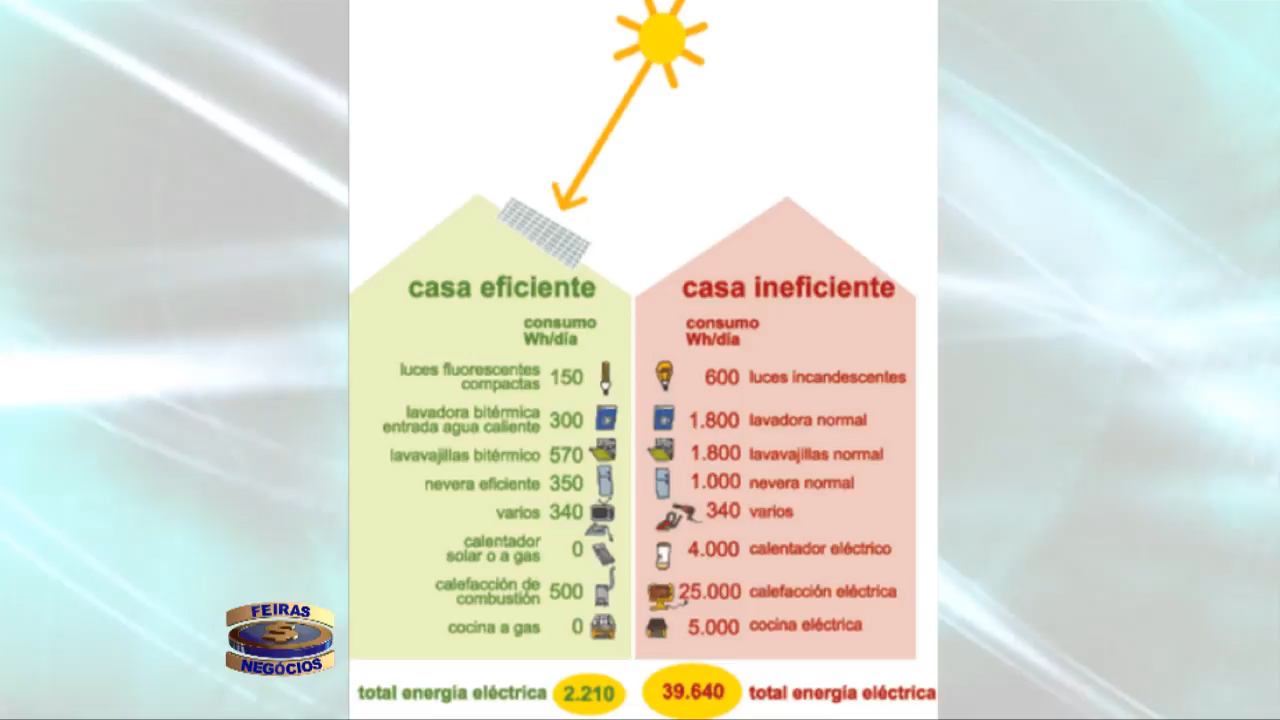 casa eficiente
consumo
Wh/día
luces fluorescentes
compactas 150
lavadora bitérmica
entrada agua caliente 300
lavavajillas bitérmico 570
nevera eficiente 350
varios 340
calentador
solar o a gas 0
calefacción de
combustión 500
cocina a gas 0
total energía eléctrica 2.210
casa ineficiente
consumo
Wh/día
600 luces incandescentes
1.800 lavadora normal
1.800 lavavajillas normal
1.000 nevera normal
340 varios
4.000 calentador eléctrico
25.000 calefacción eléctrica
5.000 cocina eléctrica
39.640 total energía eléctrica
FEIRAS
$
NEGÓCIOS